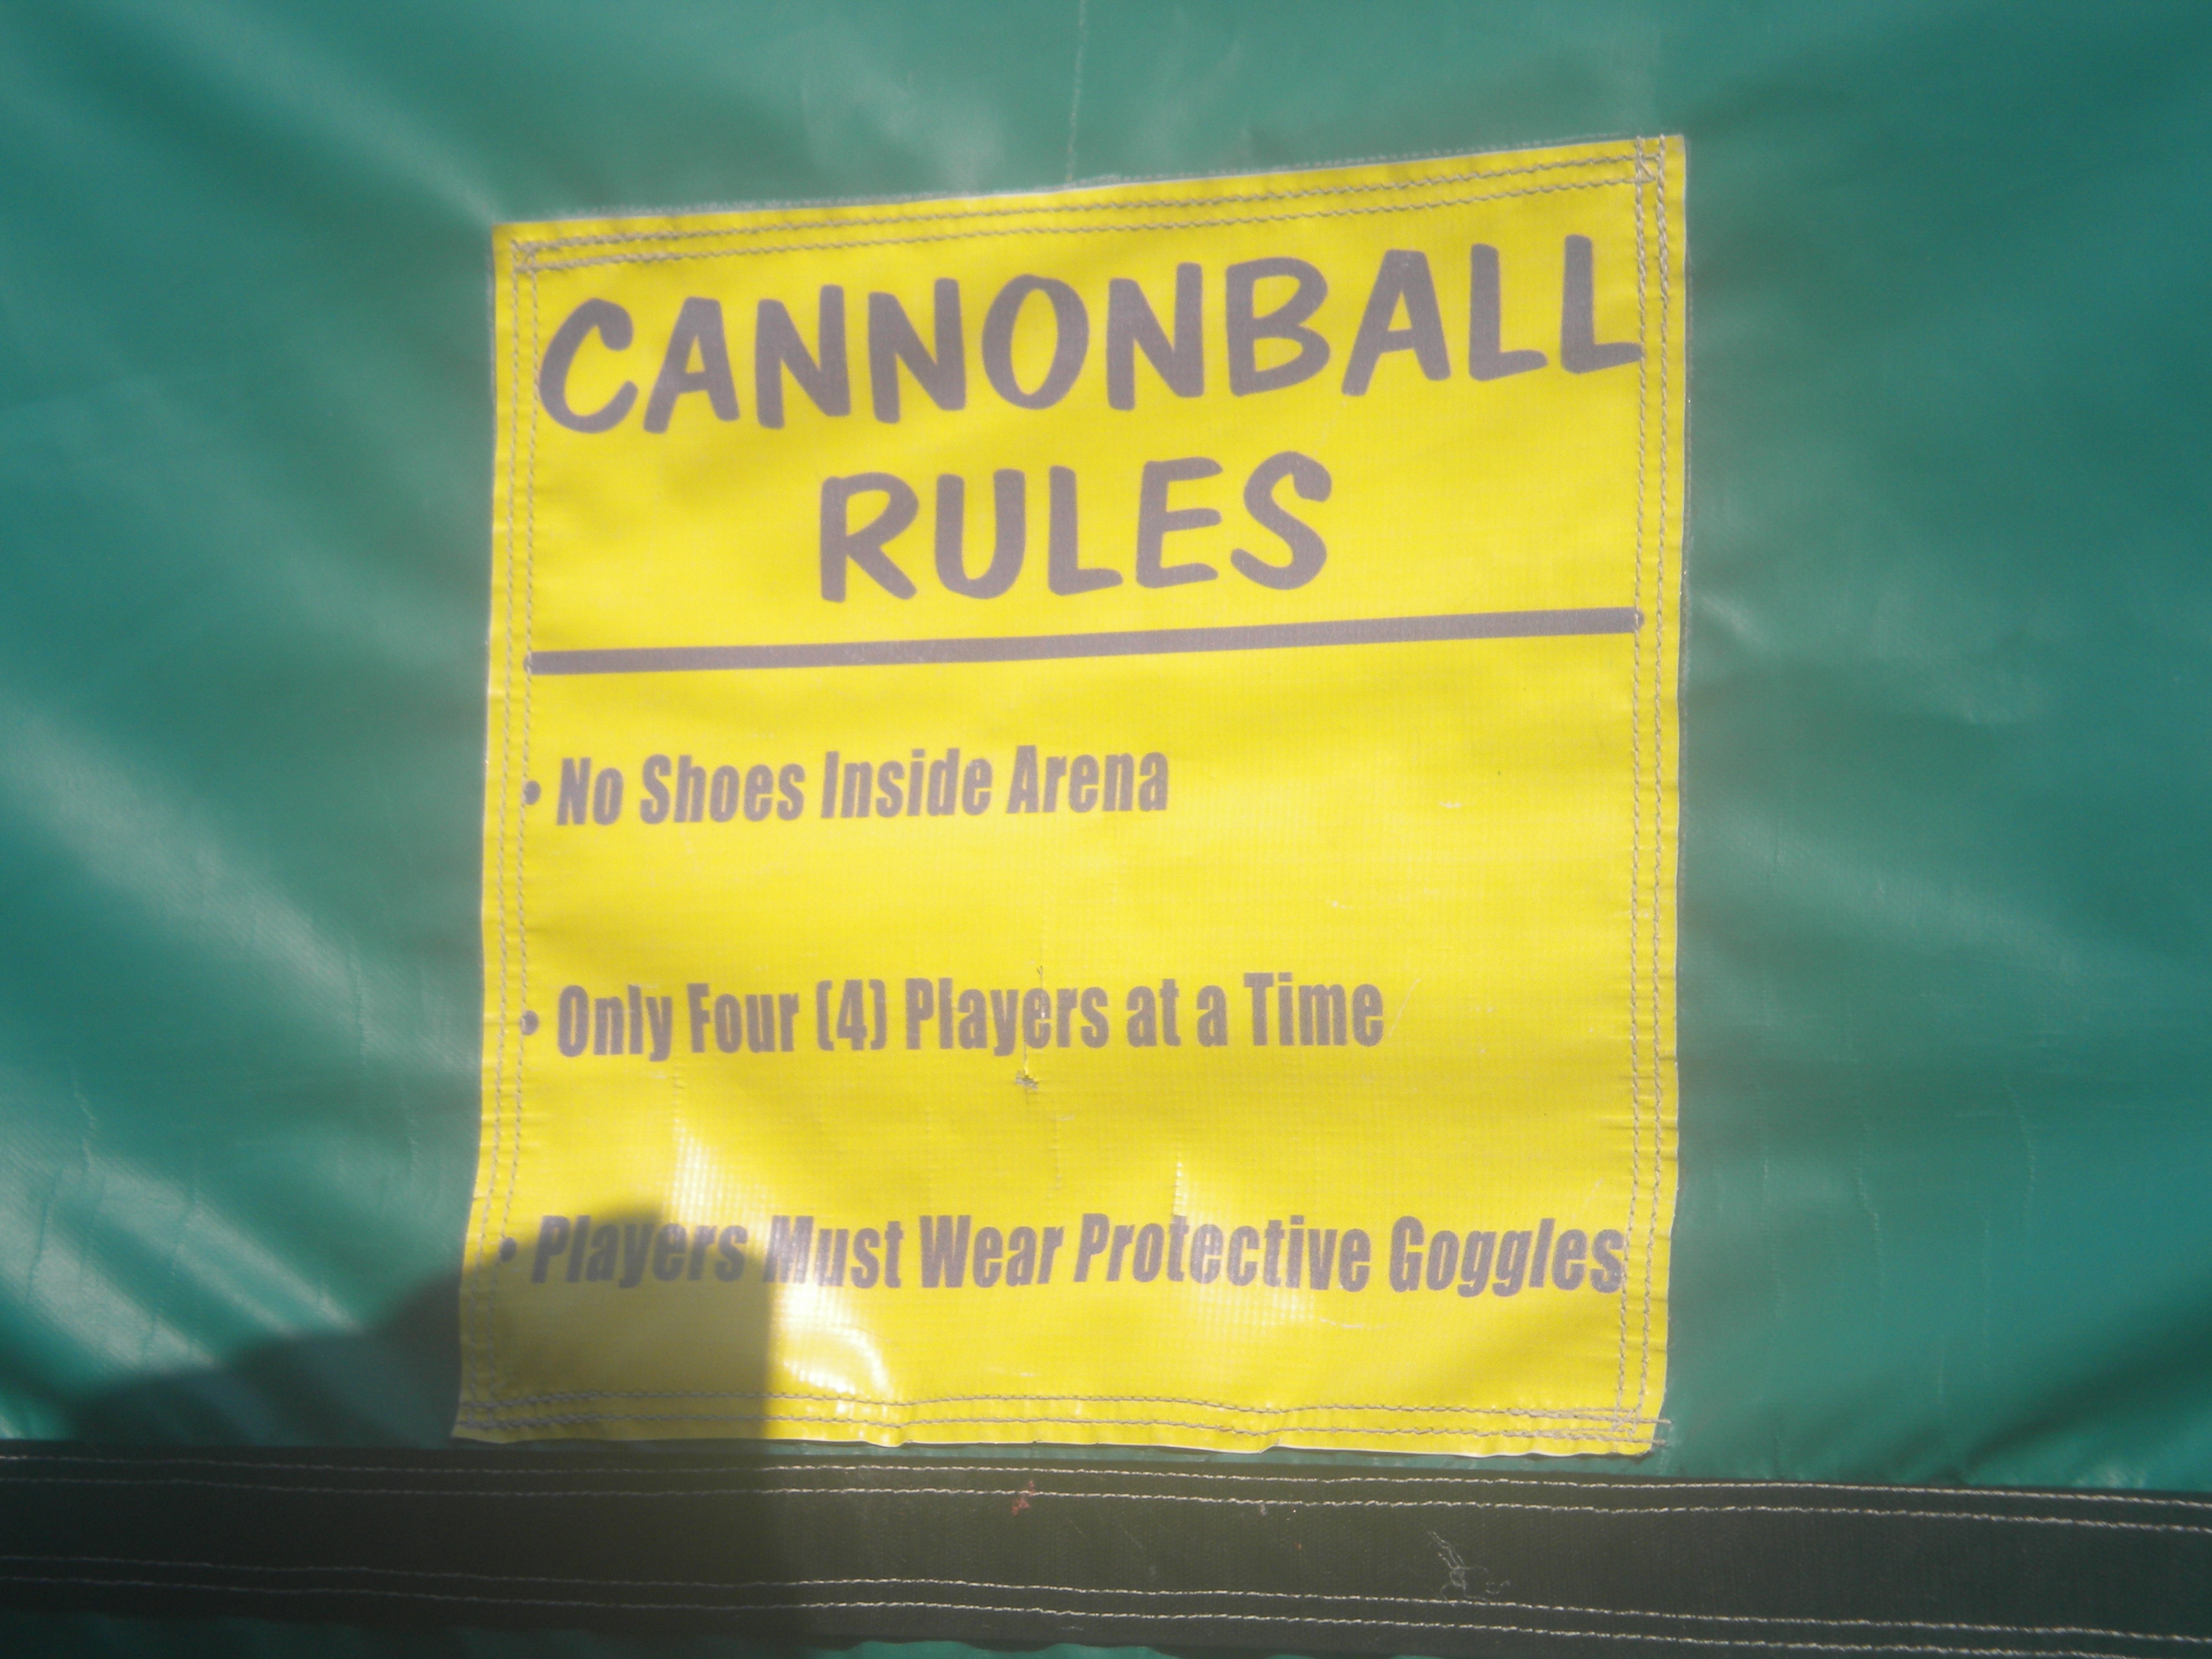 CANNONBALL
RULES
• No Shoes Inside Arena
• Only Four (4) Players at a Time
• Players Must Wear Protective Goggles